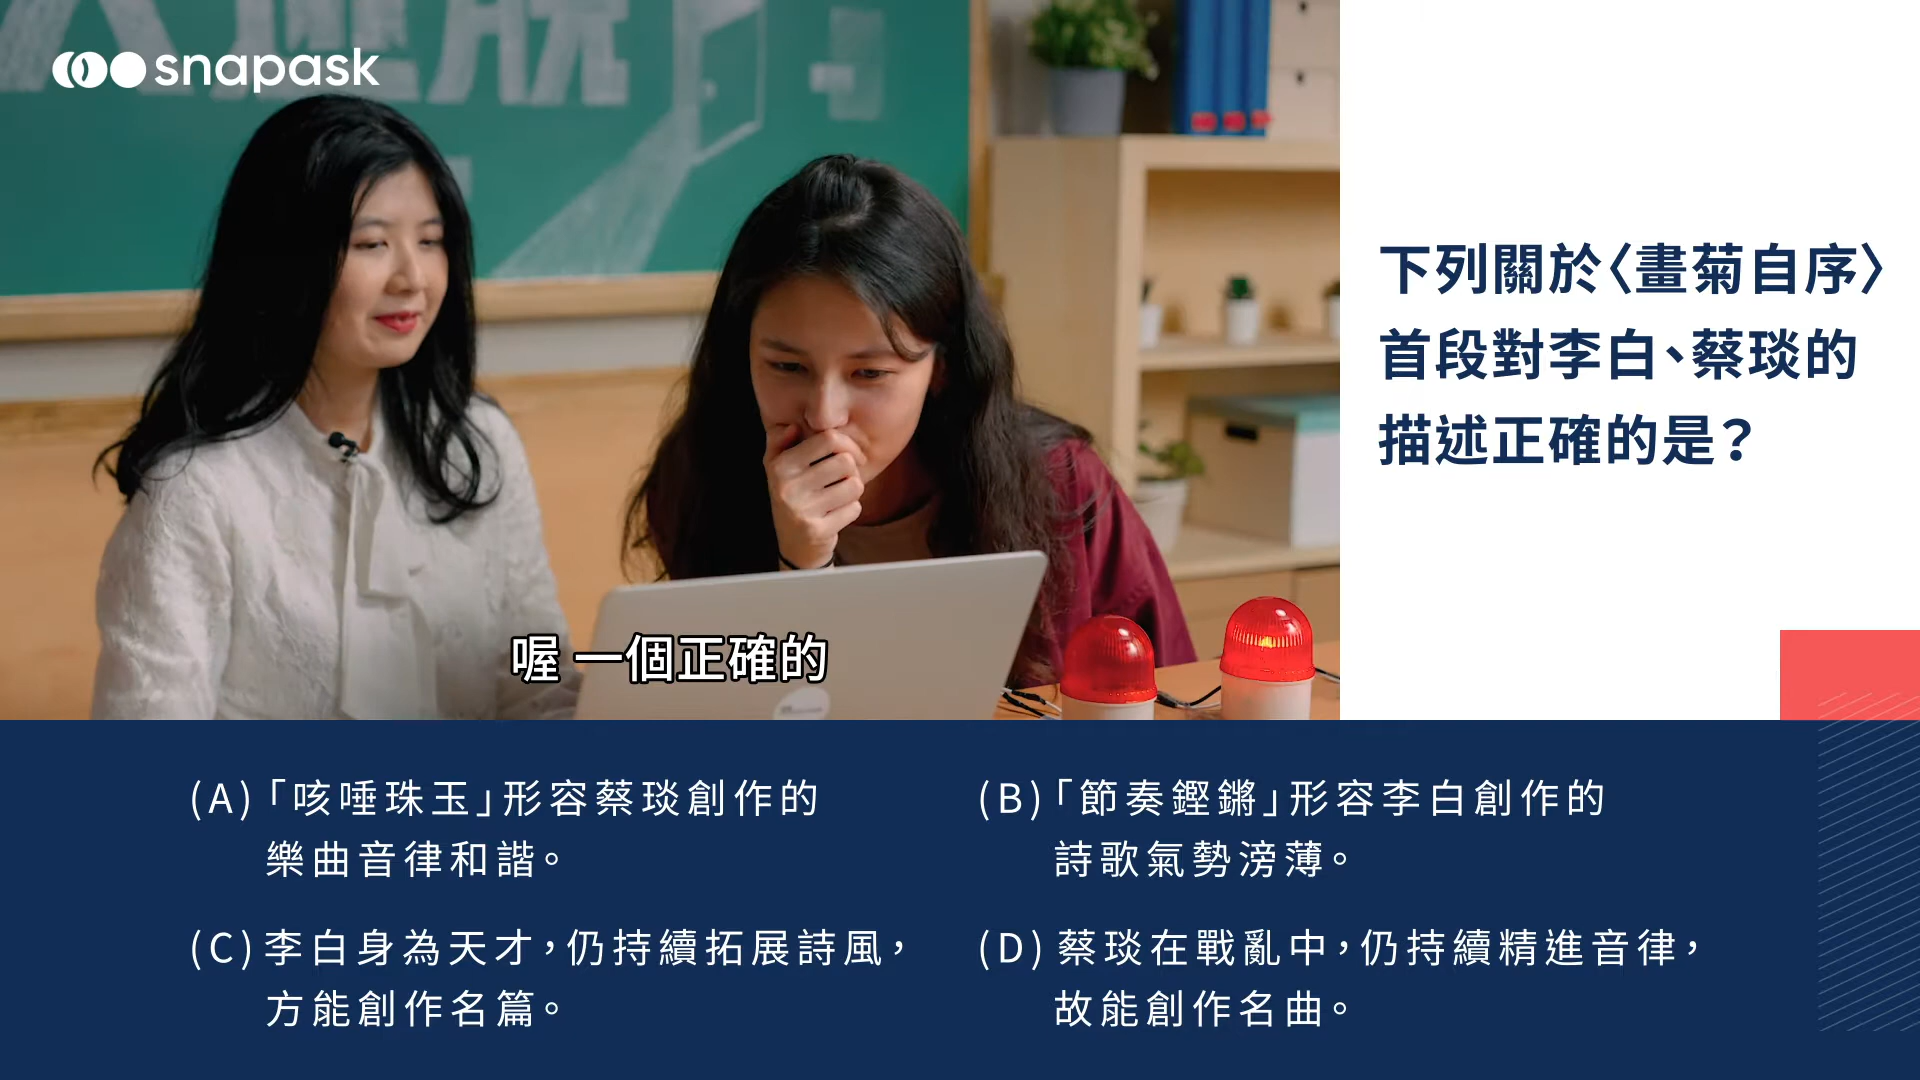 snapask
下列關於〈畫菊自序〉
首段對李白、蔡琰的
描述正確的是？
喔 一個正確的
(A)「咳唾珠玉」形容蔡琰創作的
樂曲音律和諧。
(B)「節奏鏗鏘」形容李白創作的
詩歌氣勢滂薄。
(C) 李白身為天才，仍持續拓展詩風，
方能創作名篇。
(D) 蔡琰在戰亂中，仍持續精進音律，
故能創作名曲。